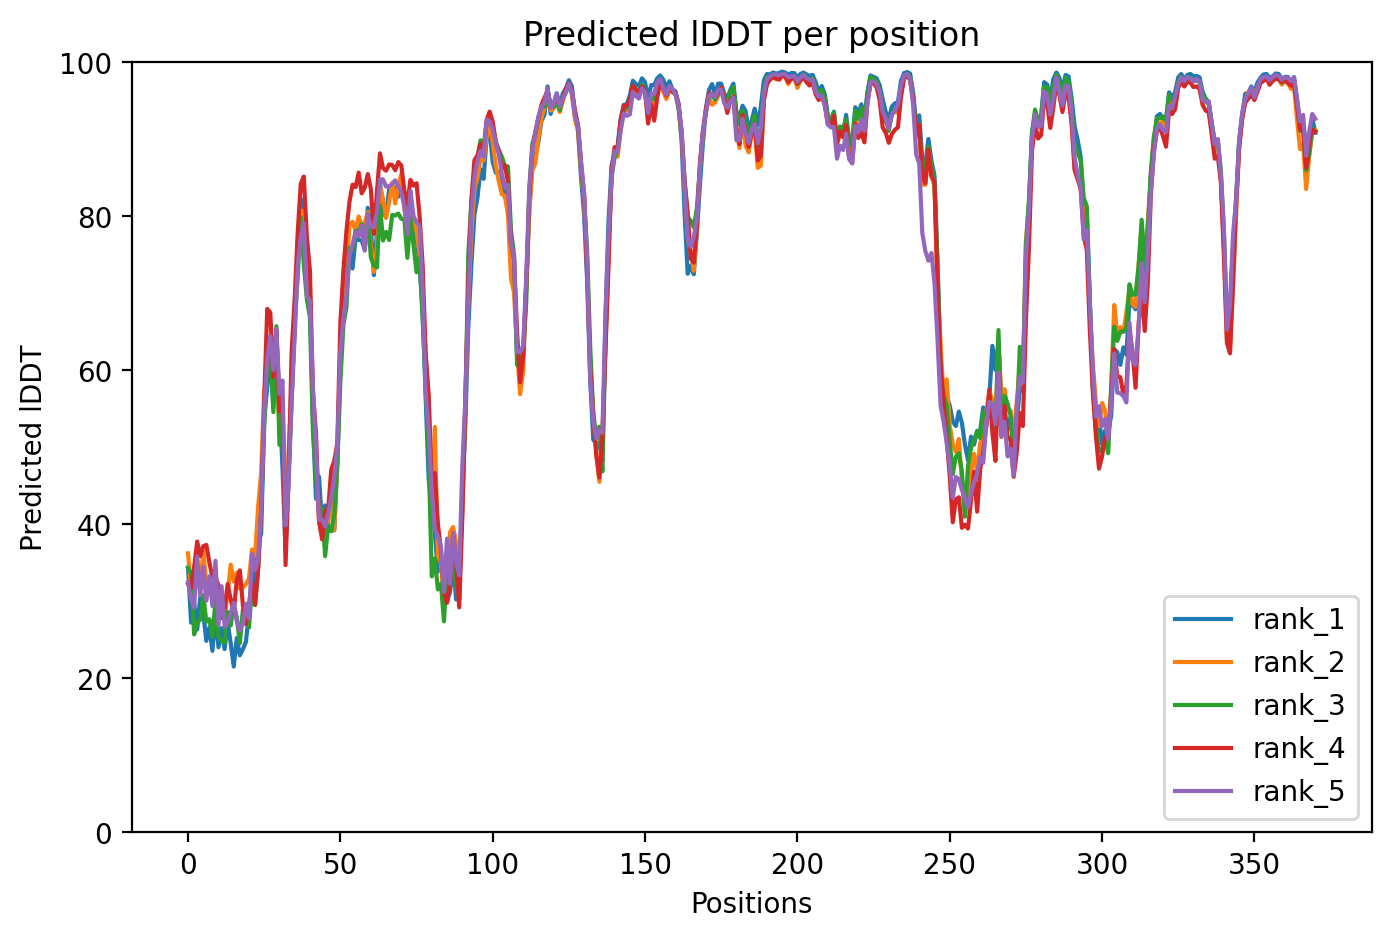 Predicted lDDT per position
100
80
60
40
20
0
Predicted lDDT
0 50 100 150 200 250 300 350
Positions
rank_1
rank_2
rank_3
rank_4
rank_5